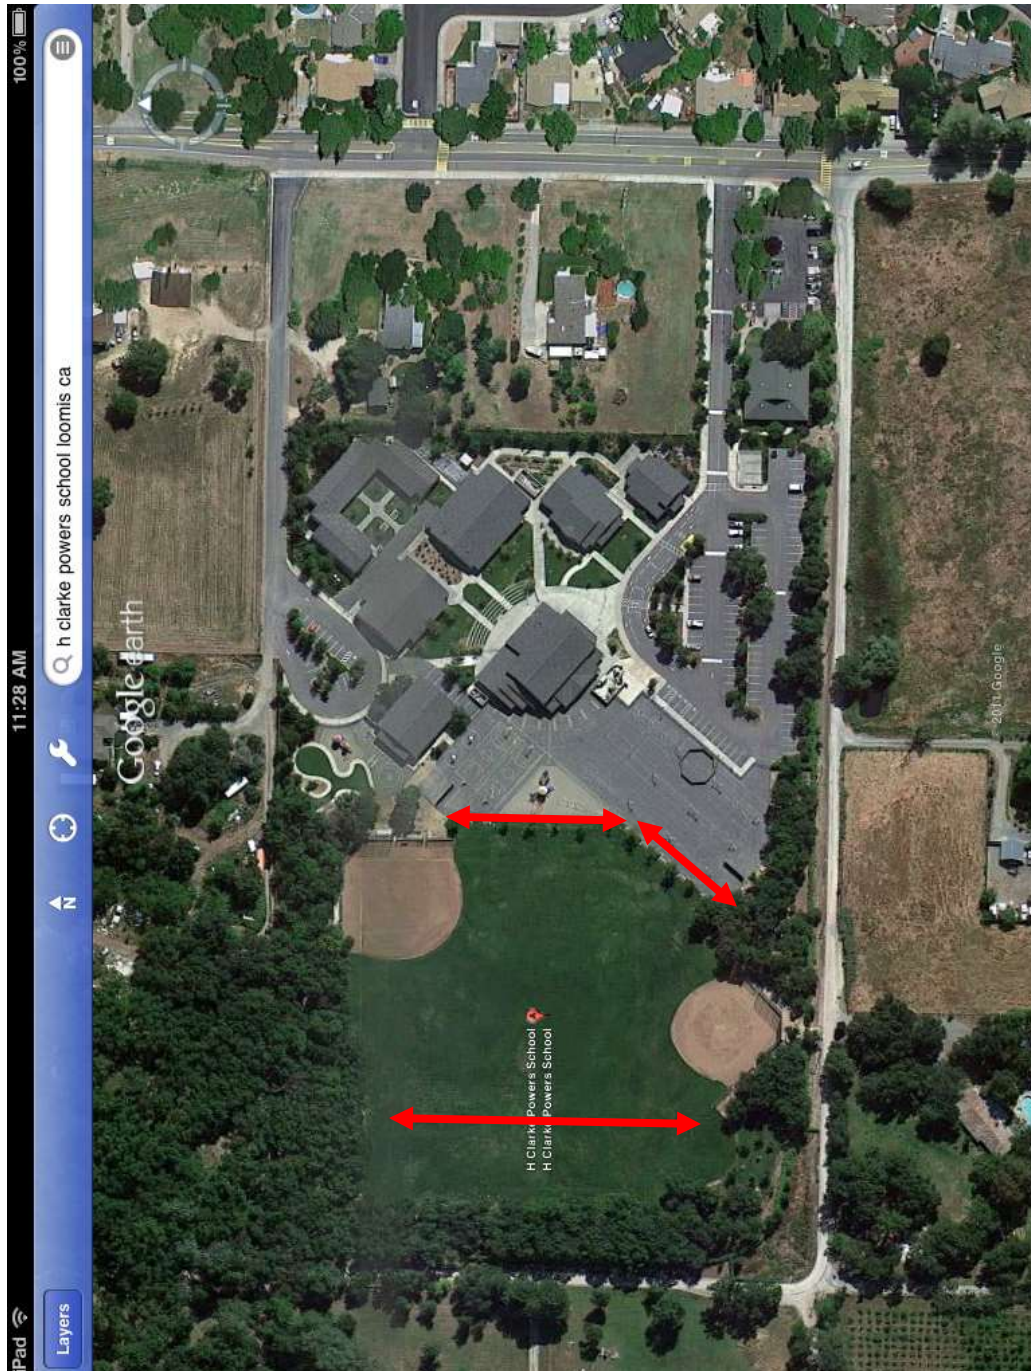 iPad
11:28 AM
100%
Layers
N
h clarke powers school loomis ca
Google earth
H Clarke Powers School
H Clarke Powers School
2011 Google